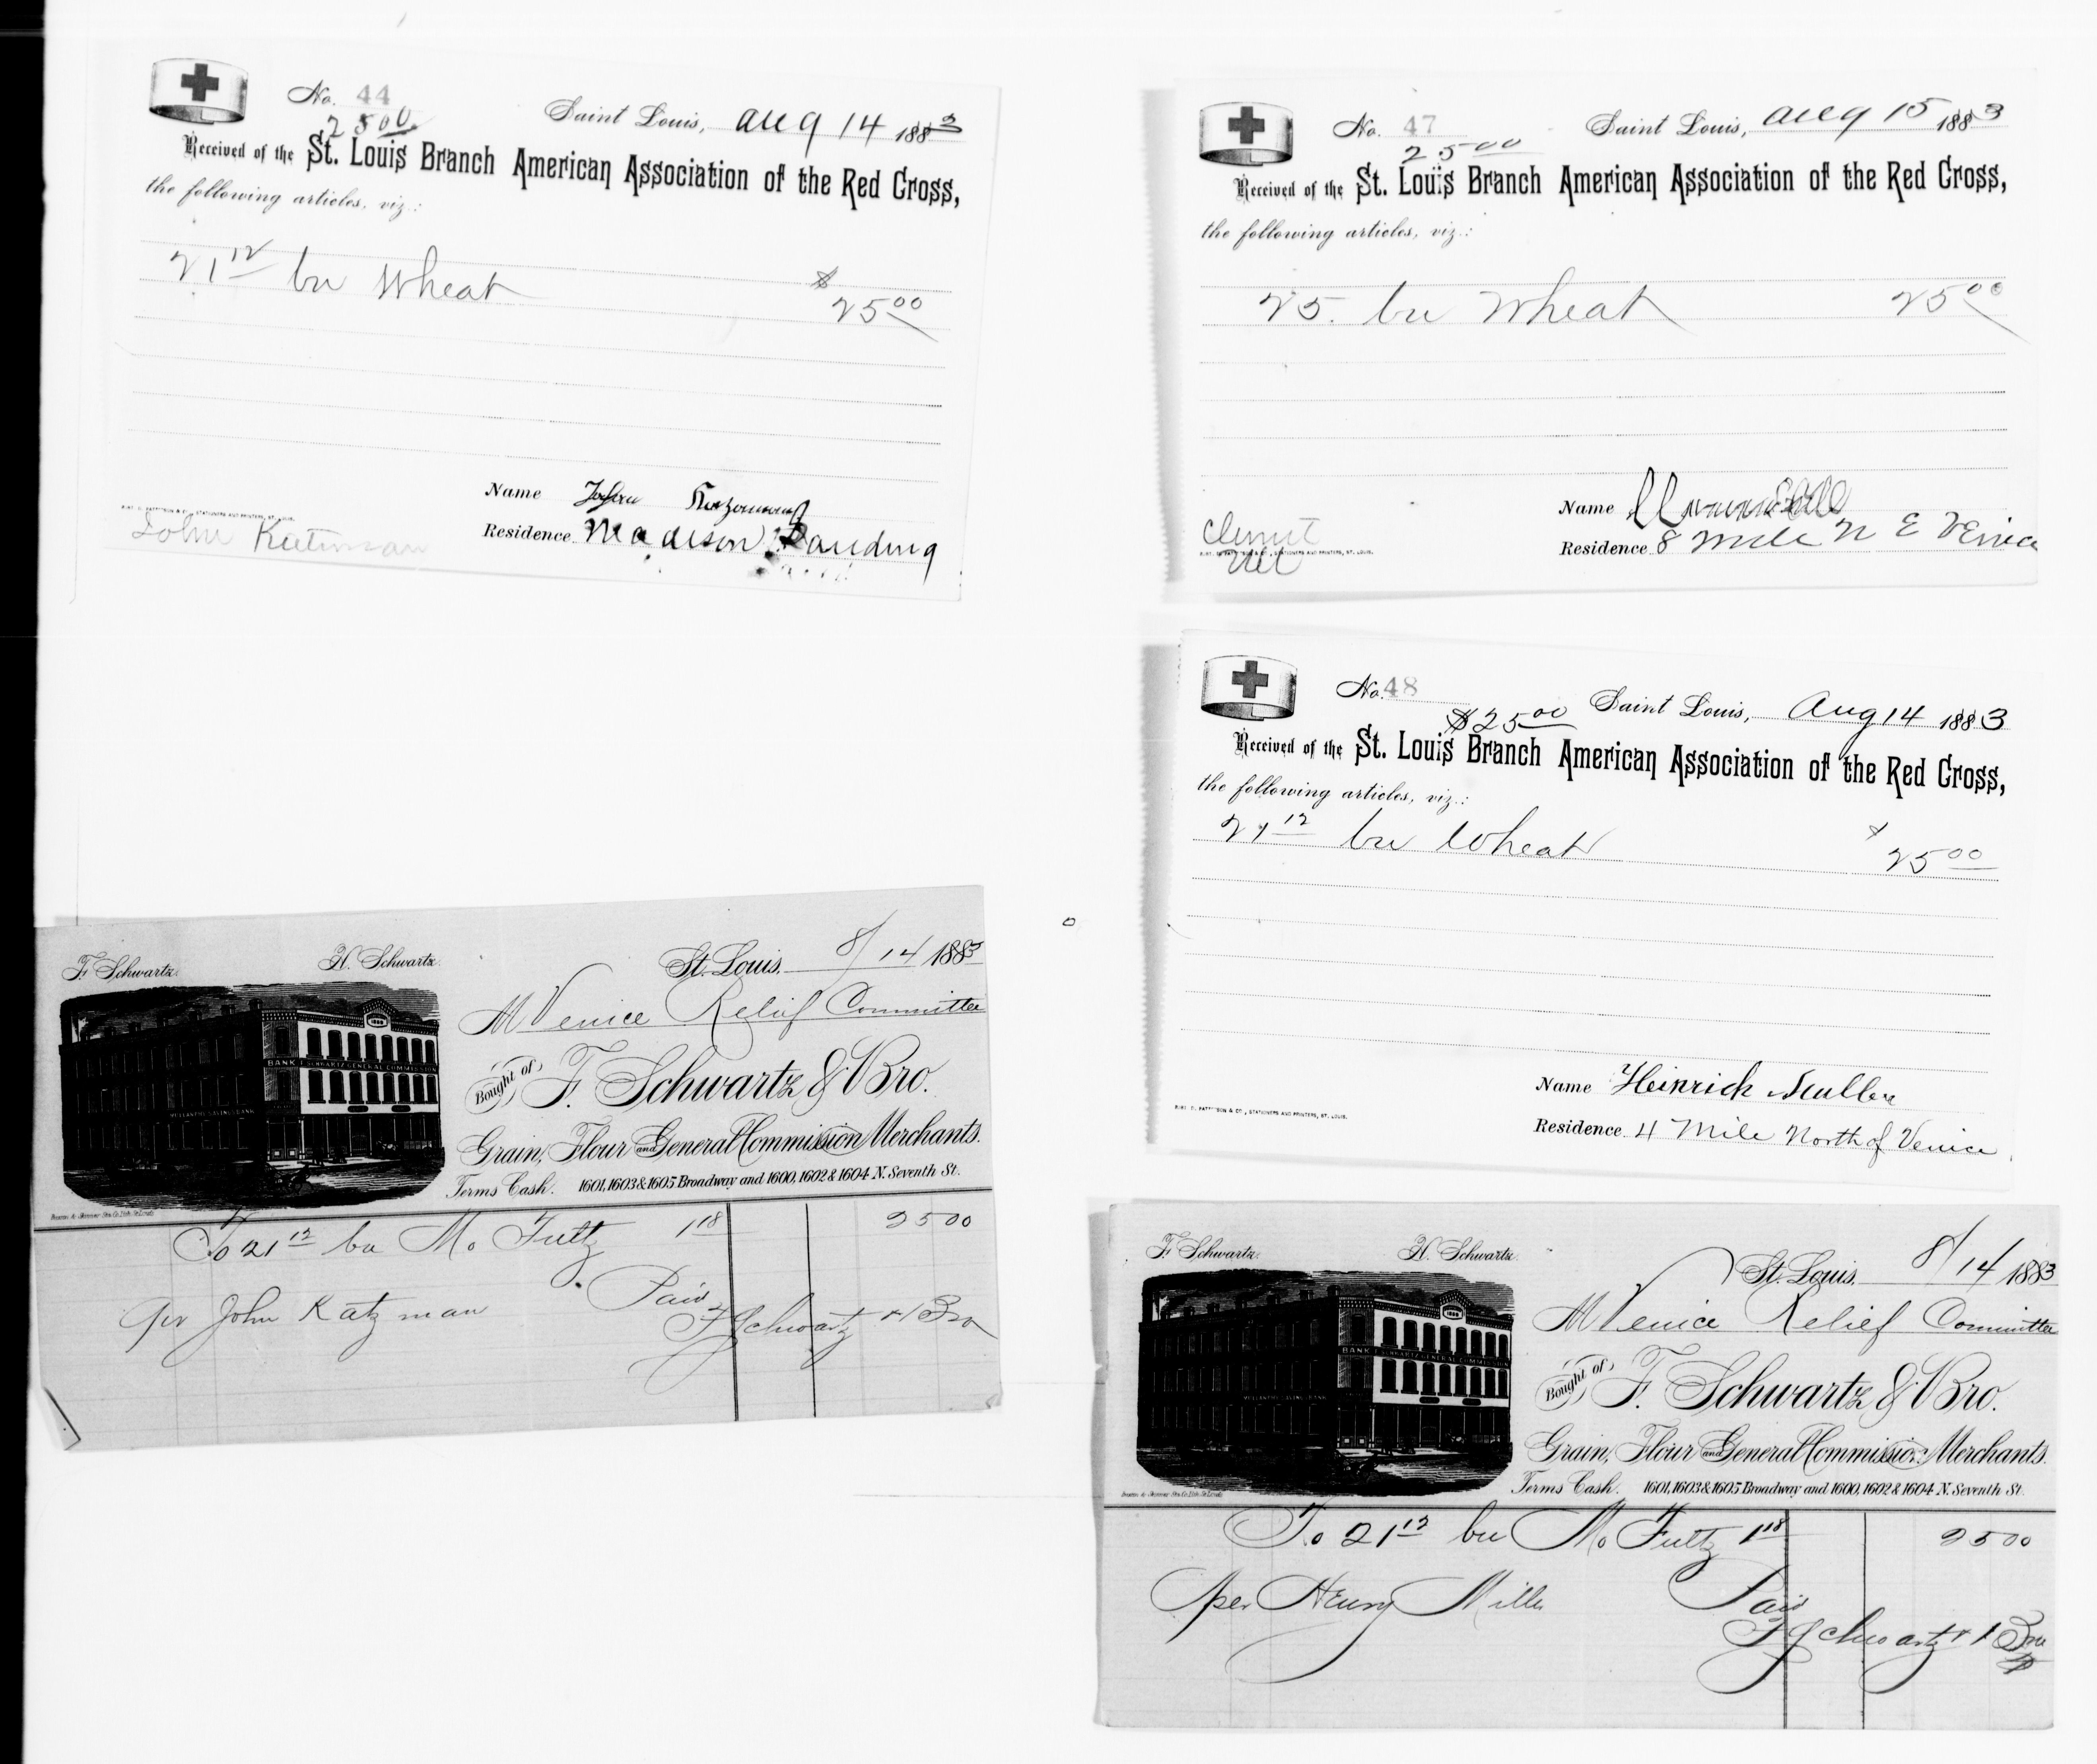 No. 44
2500
Saint Louis, Aug 14 1883
Received of the St. Louis Branch American Association of the Red Cross,
the following articles, viz.:
21 12 bu Wheat $ 25 00
Name
Residence Madison Landing
John
No. 47
25 00
Saint Louis, Aug 15 1883
Received of the St. Louis Branch American Association of the Red Cross,
the following articles, viz.:
25. bu Wheat 25 00
Name
Residence 8 Mile N E Venice
No. 48
$25 00 Saint Louis, Aug 14 1883
Received of the St. Louis Branch American Association of the Red Cross,
the following articles, viz.:
21 12 bu Wheat $ 25 00
Name Heinrich Muller
Residence 4 Mile North of Venice
F. Schwartz. H. Schwartz.
St. Louis, 8/14 1883
M Venice Relief Committee
Bought of F. Schwartz & Bro.
Grain, Flour and General Commission Merchants.
Terms Cash. 1601, 1603 & 1605 Broadway and 1600, 1602 & 1604 N. Seventh St.
To 21 12 bu Mo Fultz 1 18 25 00
per John Katzman Paid
F Schwartz & Bro
F. Schwartz. H. Schwartz.
St. Louis, 8/14 1883
M Venice Relief Committee
Bought of F. Schwartz & Bro.
Grain, Flour and General Commission Merchants.
Terms Cash. 1601, 1603 & 1605 Broadway and 1600, 1602 & 1604 N. Seventh St.
To 21 12 bu Mo Fultz 1 18 25 00
per Henry Miller Paid
F Schwartz & Bro